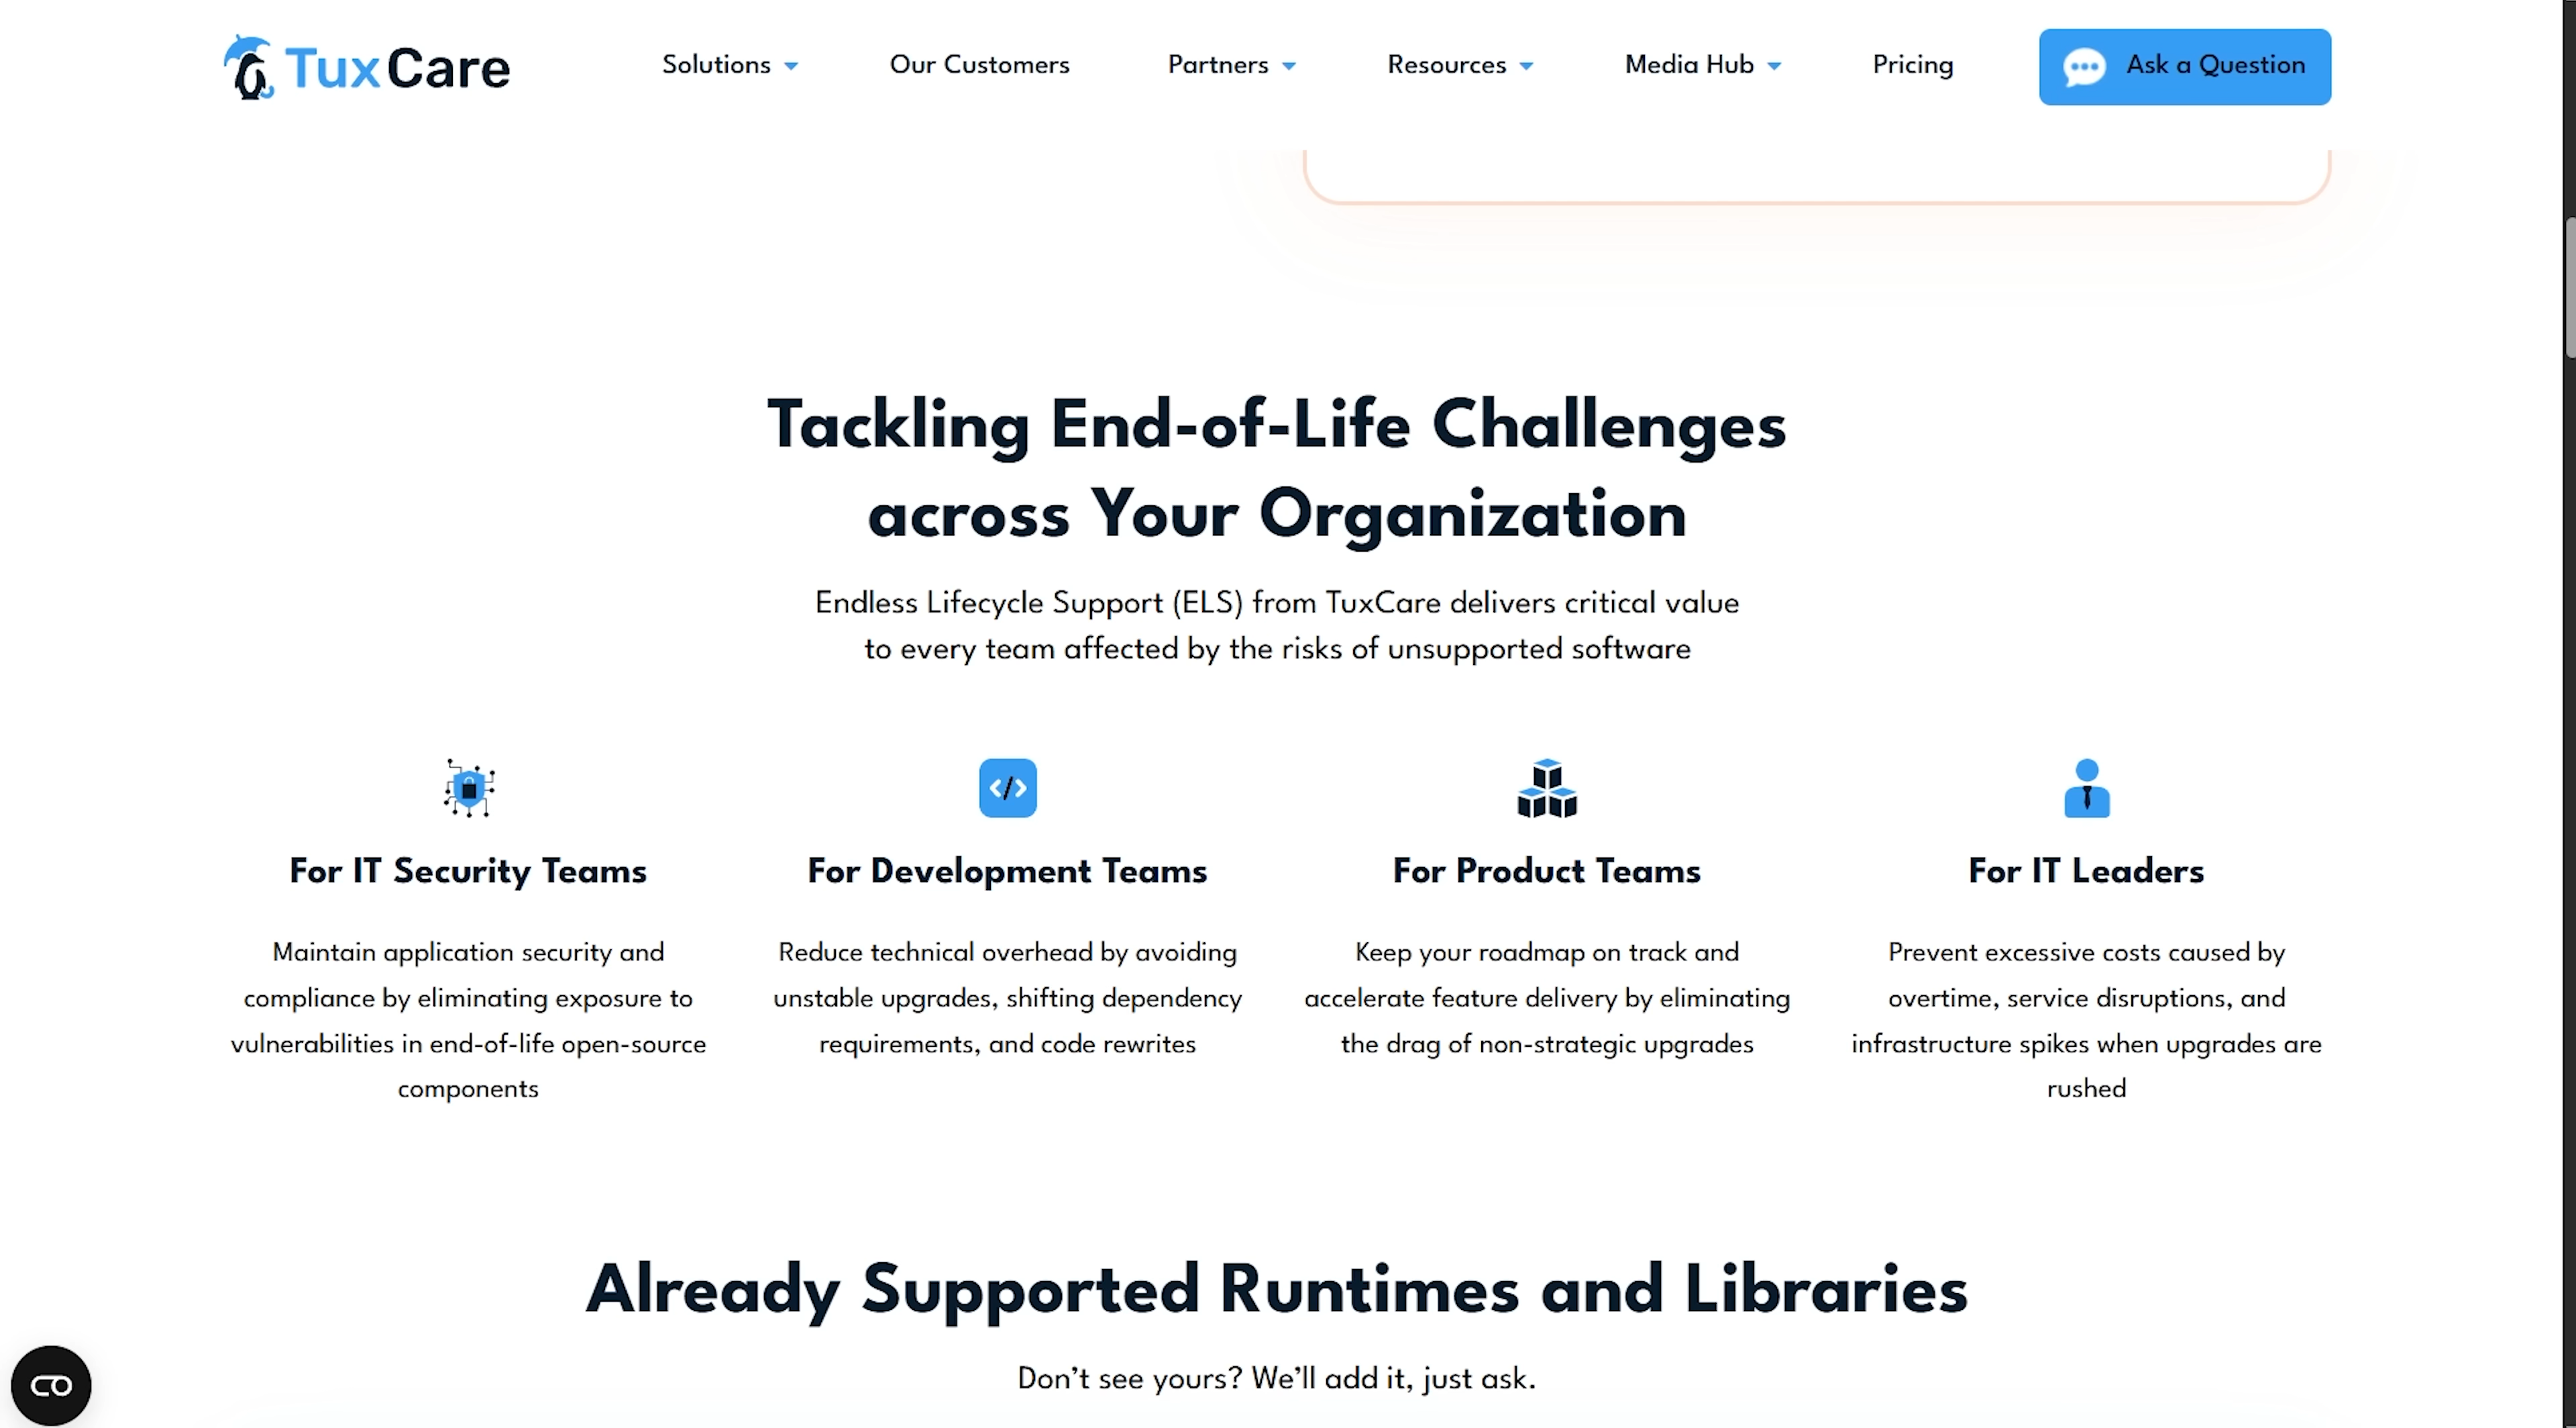 TuxCare
Solutions
Our Customers
Partners
Resources
Media Hub
Pricing
Ask a Question
Tackling End-of-Life Challenges
across Your Organization
Endless Lifecycle Support (ELS) from TuxCare delivers critical value
to every team affected by the risks of unsupported software
For IT Security Teams
Maintain application security and
compliance by eliminating exposure to
vulnerabilities in end-of-life open-source
components
For Development Teams
Reduce technical overhead by avoiding
unstable upgrades, shifting dependency
requirements, and code rewrites
For Product Teams
Keep your roadmap on track and
accelerate feature delivery by eliminating
the drag of non-strategic upgrades
For IT Leaders
Prevent excessive costs caused by
overtime, service disruptions, and
infrastructure spikes when upgrades are
rushed
Already Supported Runtimes and Libraries
Don’t see yours? We’ll add it, just ask.